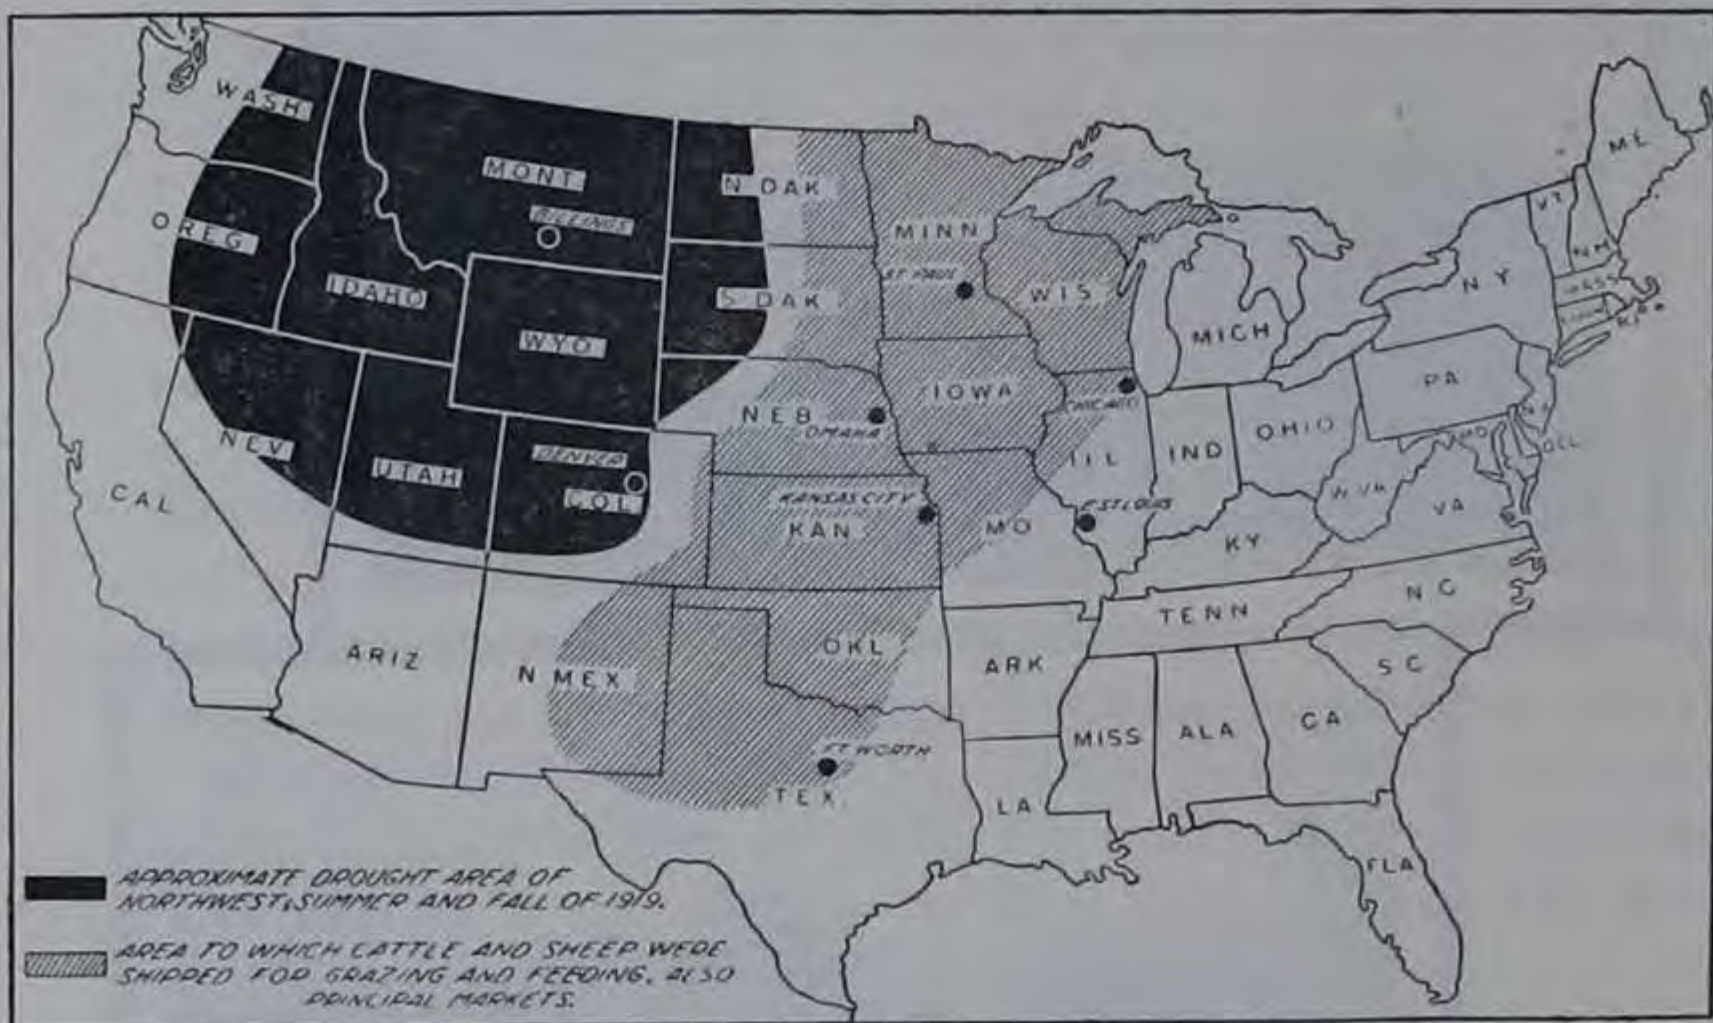 WASH.
MONT.
BILLINGS
N DAK
OREG
IDAHO
WYO.
S DAK
MINN
ST PAUL
WIS.
MICH
ME
VT
N H
MASS
R I
N Y
NEV.
UTAH
DENVER
COL.
NEB
OMAHA
IOWA
CHICAGO
ILL
IND
OHIO
PA
N J
MD
DEL
W VA
VA
CAL
KANSAS CITY
KAN
MO
E ST LOUIS
KY
ARIZ
N MEX
OKL
ARK
TENN
N C
S C
FT WORTH
TEX.
LA
MISS
ALA
GA
FLA
APPROXIMATE DROUGHT AREA OF
NORTHWEST, SUMMER AND FALL OF 1919.
AREA TO WHICH CATTLE AND SHEEP WERE
SHIPPED FOR GRAZING AND FEEDING. ALSO
PRINCIPAL MARKETS.